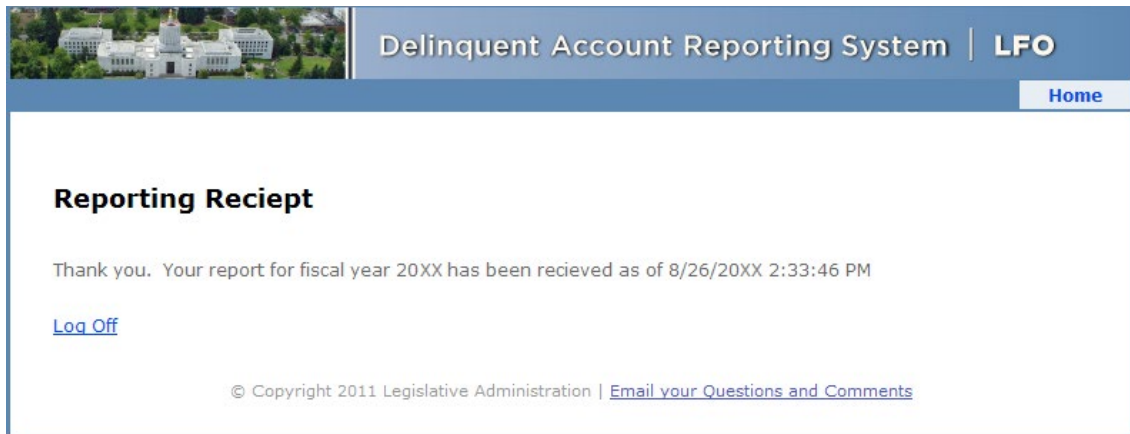 Delinquent Account Reporting System | LFO
Home
Reporting Reciept
Thank you. Your report for fiscal year 20XX has been recieved as of 8/26/20XX 2:33:46 PM
Log Off
© Copyright 2011 Legislative Administration | Email your Questions and Comments